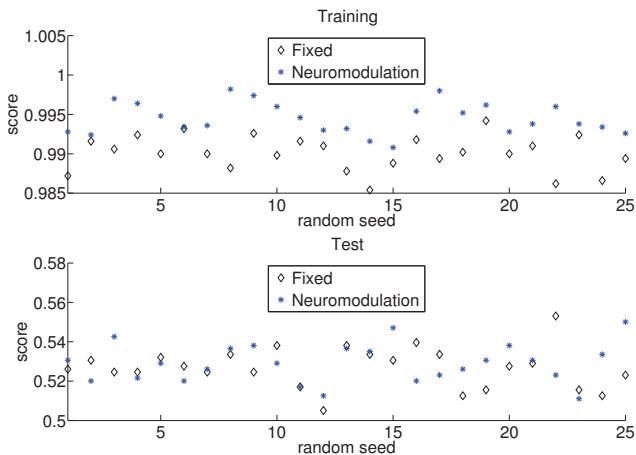 Training
1.005
1
0.995
0.99
0.985
score
Fixed
Neuromodulation
5
10
15
20
25
random seed
Test
0.58
0.56
0.54
0.52
0.5
score
Fixed
Neuromodulation
5
10
15
20
25
random seed